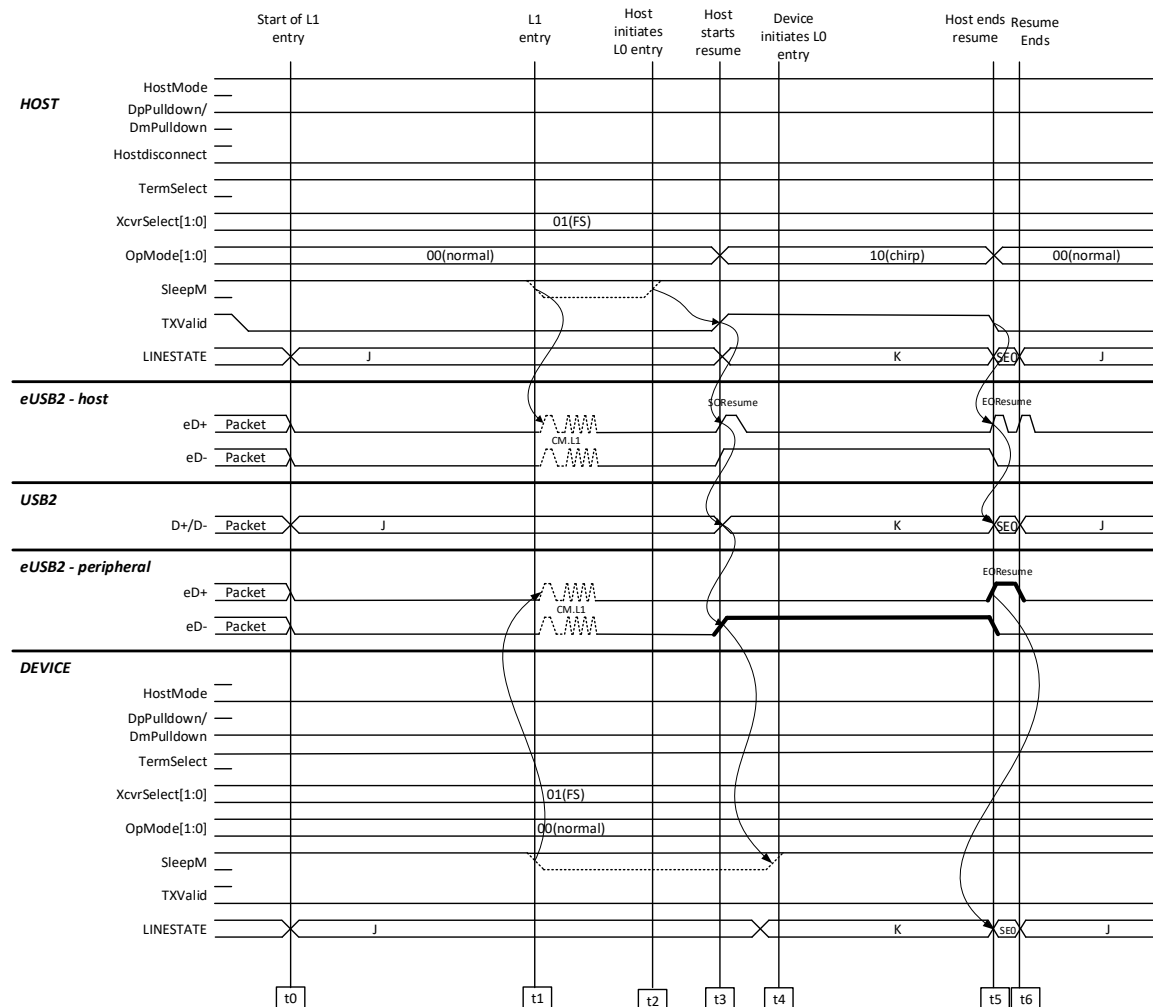 Start of L1
entry
L1
entry
Host
initiates
L0 entry
Host
starts
resume
Device
initiates L0
entry
Host ends
resume
Resume
Ends
HOST
HostMode
DpPulldown/
DmPulldown
Hostdisconnect
TermSelect
XcvrSelect[1:0]
01(FS)
OpMode[1:0]
00(normal)
10(chirp)
00(normal)
SleepM
TXValid
LINESTATE
J
K
SE0
J
eUSB2 - host
eD+
Packet
CM.L1
SOResume
EOResume
eD-
Packet
USB2
D+/D-
Packet
J
K
SE0
J
eUSB2 - peripheral
eD+
Packet
CM.L1
EOResume
eD-
Packet
DEVICE
HostMode
DpPulldown/
DmPulldown
TermSelect
XcvrSelect[1:0]
01(FS)
OpMode[1:0]
00(normal)
SleepM
TXValid
LINESTATE
J
K
SE0
J
t0
t1
t2
t3
t4
t5
t6